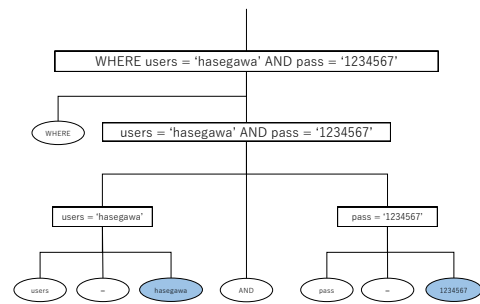 WHERE users = ‘hasegawa’ AND pass = ‘1234567’
WHERE
users = ‘hasegawa’ AND pass = ‘1234567’
users = ‘hasegawa’
pass = ‘1234567’
users
=
hasegawa
AND
pass
=
1234567